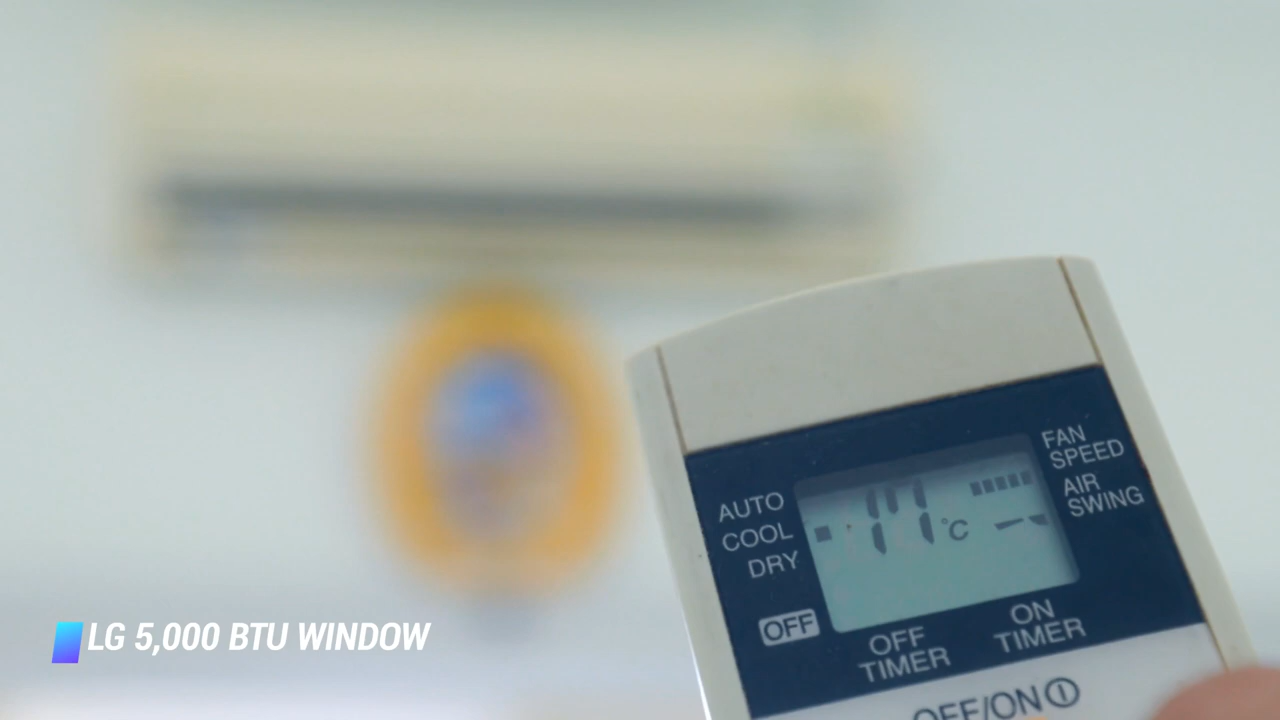 FAN
SPEED
AIR
SWING
AUTO
COOL
DRY
°C
OFF
OFF
TIMER
ON
TIMER
OFF/ON
LG 5,000 BTU WINDOW